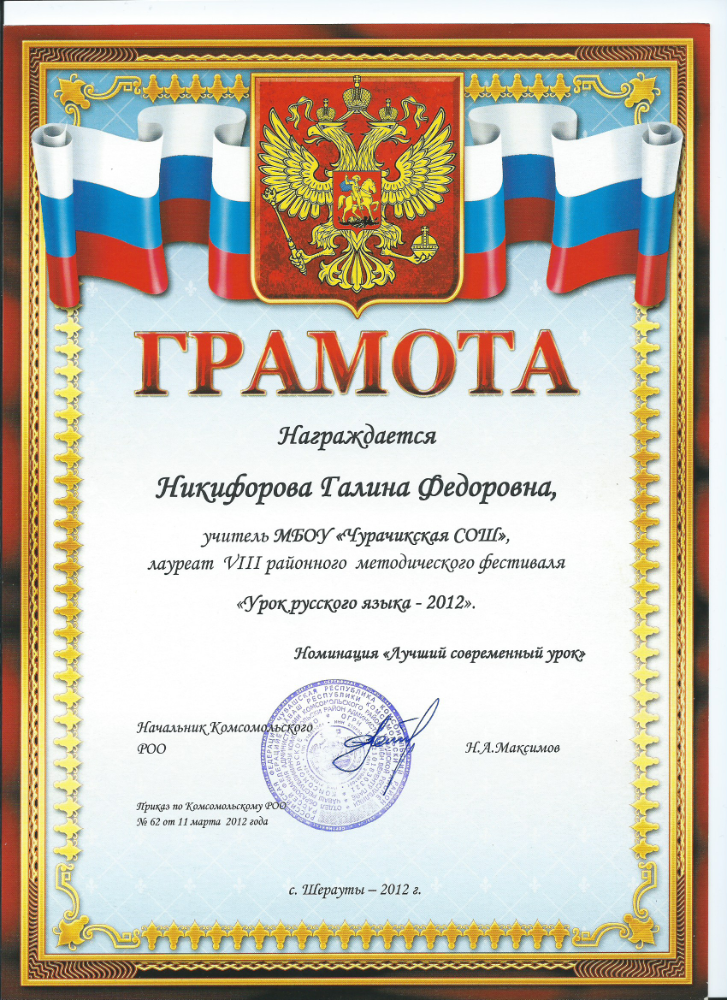 ГРАМОТА
Награждается
Никифорова Галина Федоровна,
учитель МБОУ «Чурачикская СОШ»,
лауреат VIII районного методического фестиваля
«Урок русского языка - 2012».
Номинация «Лучший современный урок»
Начальник Комсомольского
РОО Н.А.Максимов
Приказ по Комсомольскому РОО
№ 62 от 11 марта 2012 года
с. Шерауты – 2012 г.